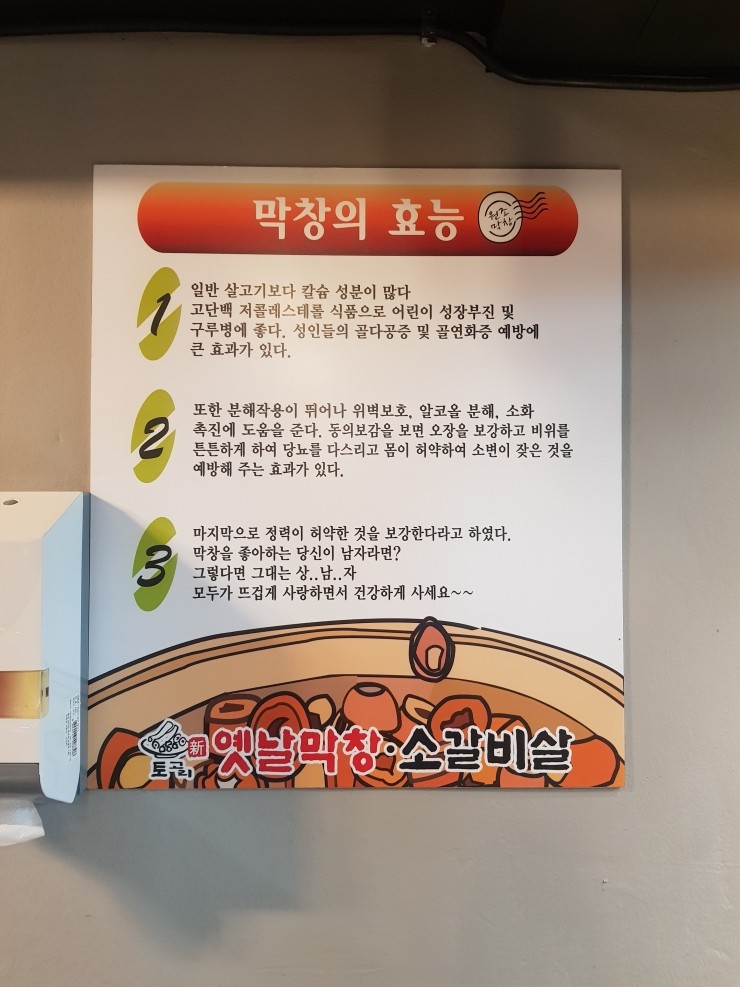 막창의 효능
원조
막창
1
일반 살고기보다 칼슘 성분이 많다
고단백 저콜레스테롤 식품으로 어린이 성장부진 및
구루병에 좋다. 성인들의 골다공증 및 골연화증 예방에
큰 효과가 있다.
2
또한 분해작용이 뛰어나 위벽보호, 알코올 분해, 소화
촉진에 도움을 준다. 동의보감을 보면 오장을 보강하고 비위를
튼튼하게 하여 당뇨를 다스리고 몸이 허약하여 소변이 잦은 것을
예방해 주는 효과가 있다.
3
마지막으로 정력이 허약한 것을 보강한다라고 하였다.
막창을 좋아하는 당신이 남자라면?
그렇다면 그대는 상..남..자
모두가 뜨겁게 사랑하면서 건강하게 사세요~~
토고리 新 옛날막창·소갈비살